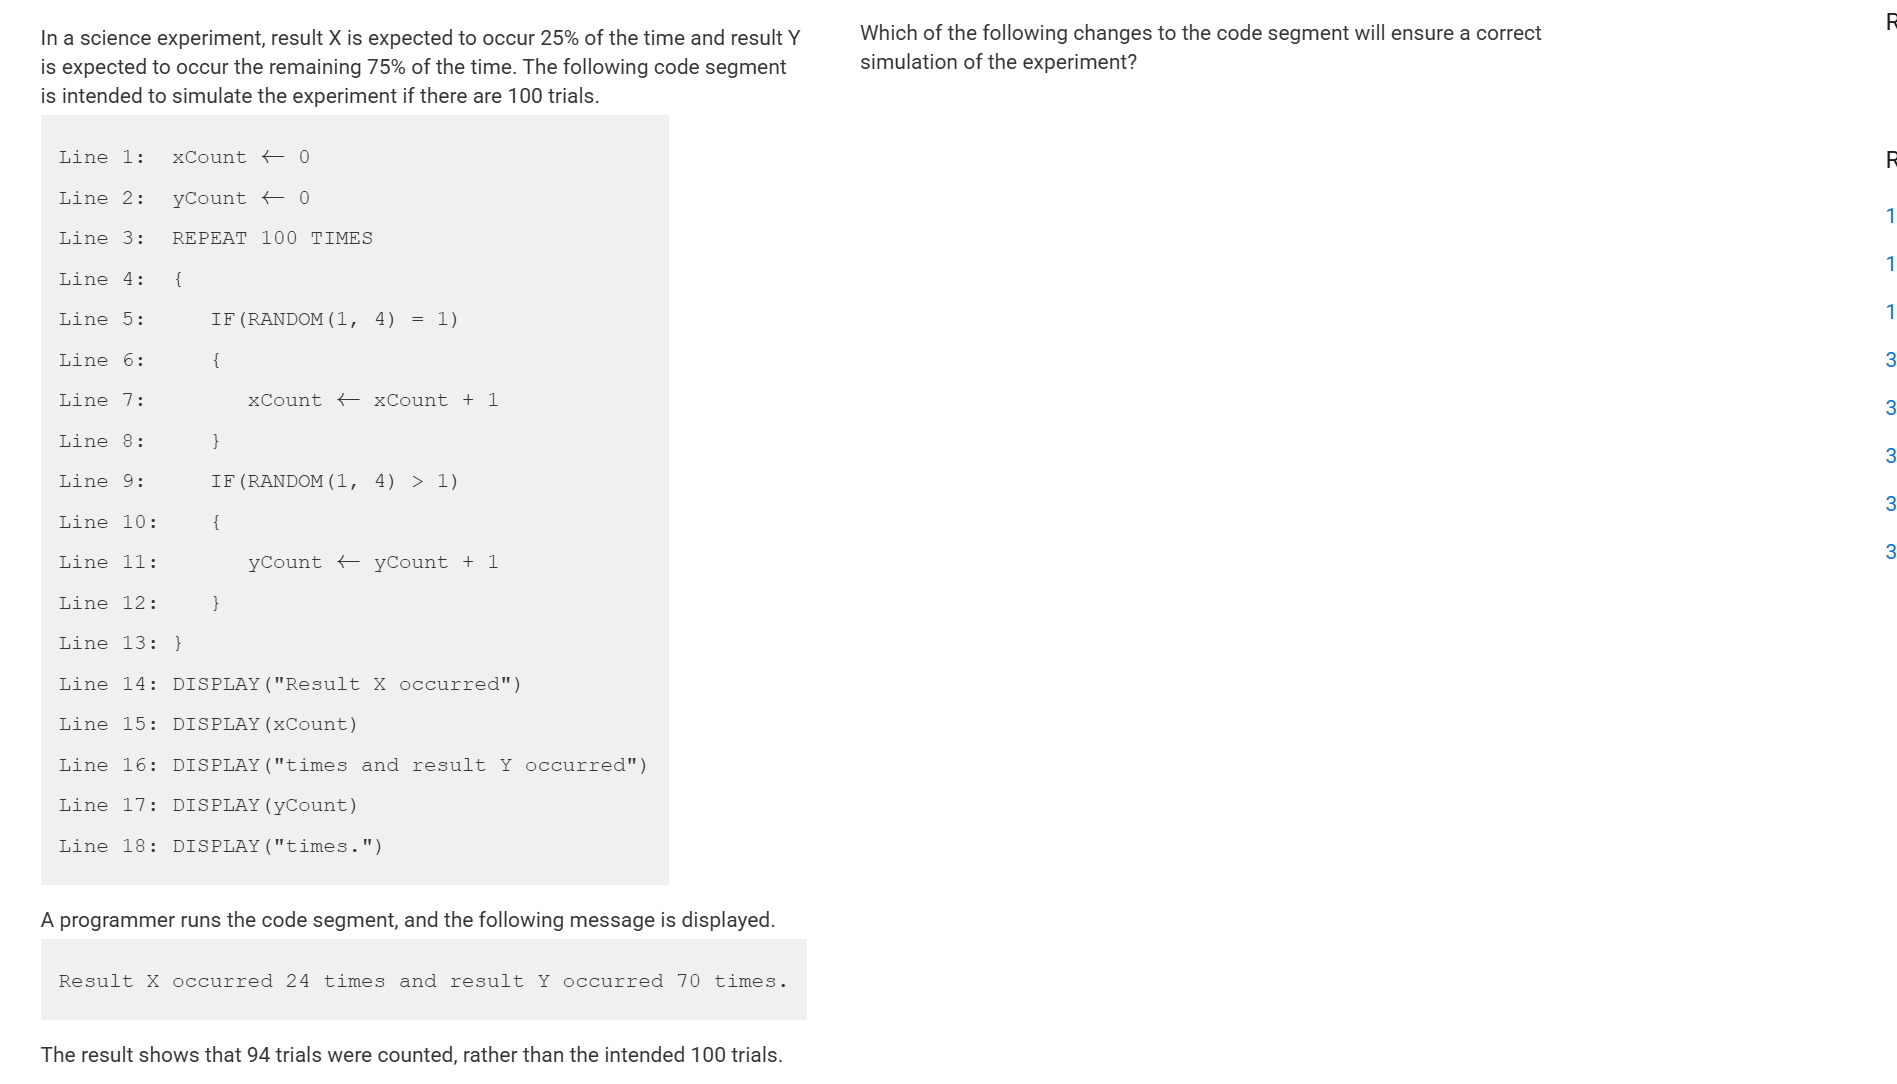 In a science experiment, result X is expected to occur 25% of the time and result Y
is expected to occur the remaining 75% of the time. The following code segment
is intended to simulate the experiment if there are 100 trials.
Line 1: xCount ← 0
Line 2: yCount ← 0
Line 3: REPEAT 100 TIMES
Line 4: {
Line 5: IF(RANDOM(1, 4) = 1)
Line 6: {
Line 7: xCount ← xCount + 1
Line 8: }
Line 9: IF(RANDOM(1, 4) > 1)
Line 10: {
Line 11: yCount ← yCount + 1
Line 12: }
Line 13: }
Line 14: DISPLAY("Result X occurred")
Line 15: DISPLAY(xCount)
Line 16: DISPLAY("times and result Y occurred")
Line 17: DISPLAY(yCount)
Line 18: DISPLAY("times.")
A programmer runs the code segment, and the following message is displayed.
Result X occurred 24 times and result Y occurred 70 times.
The result shows that 94 trials were counted, rather than the intended 100 trials.
Which of the following changes to the code segment will ensure a correct
simulation of the experiment?
R
R
1
1
1
3
3
3
3
3